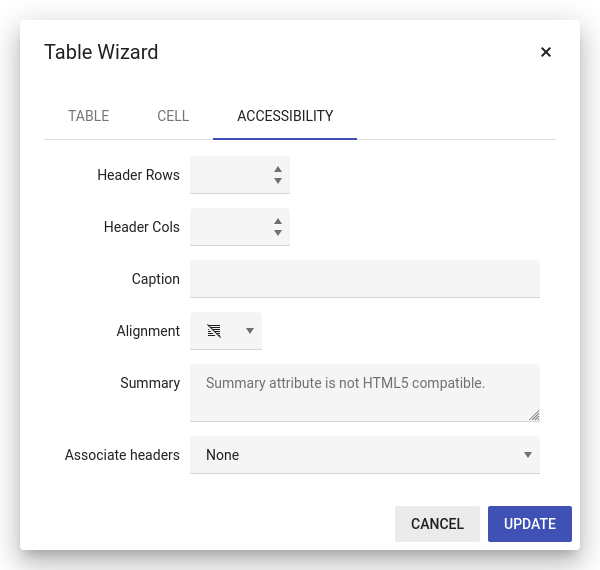 Table Wizard
TABLE CELL ACCESSIBILITY
Header Rows
Header Cols
Caption
Alignment
Summary Summary attribute is not HTML5 compatible.
Associate headers None
CANCEL UPDATE